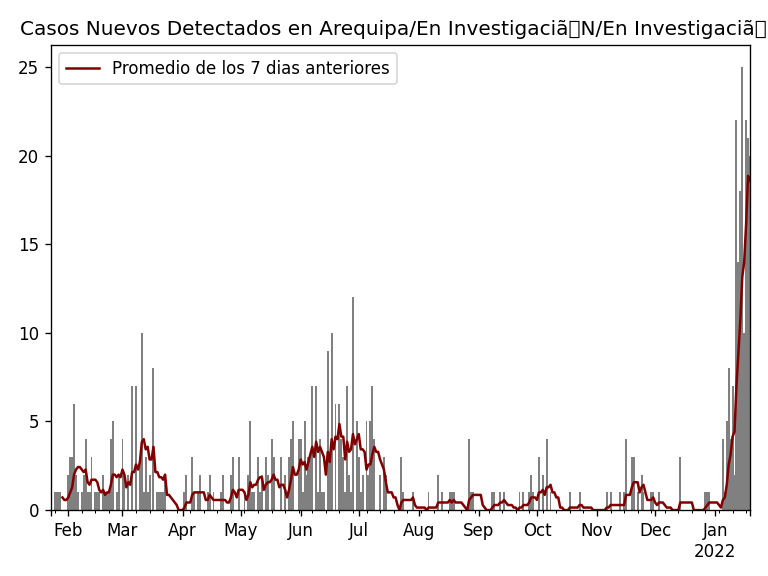 Casos Nuevos Detectados en Arequipa/En Investigaciã▯N/En Investigaciã▯
Promedio de los 7 dias anteriores
25
20
15
10
5
0
Feb Mar Apr May Jun Jul Aug Sep Oct Nov Dec Jan
2022